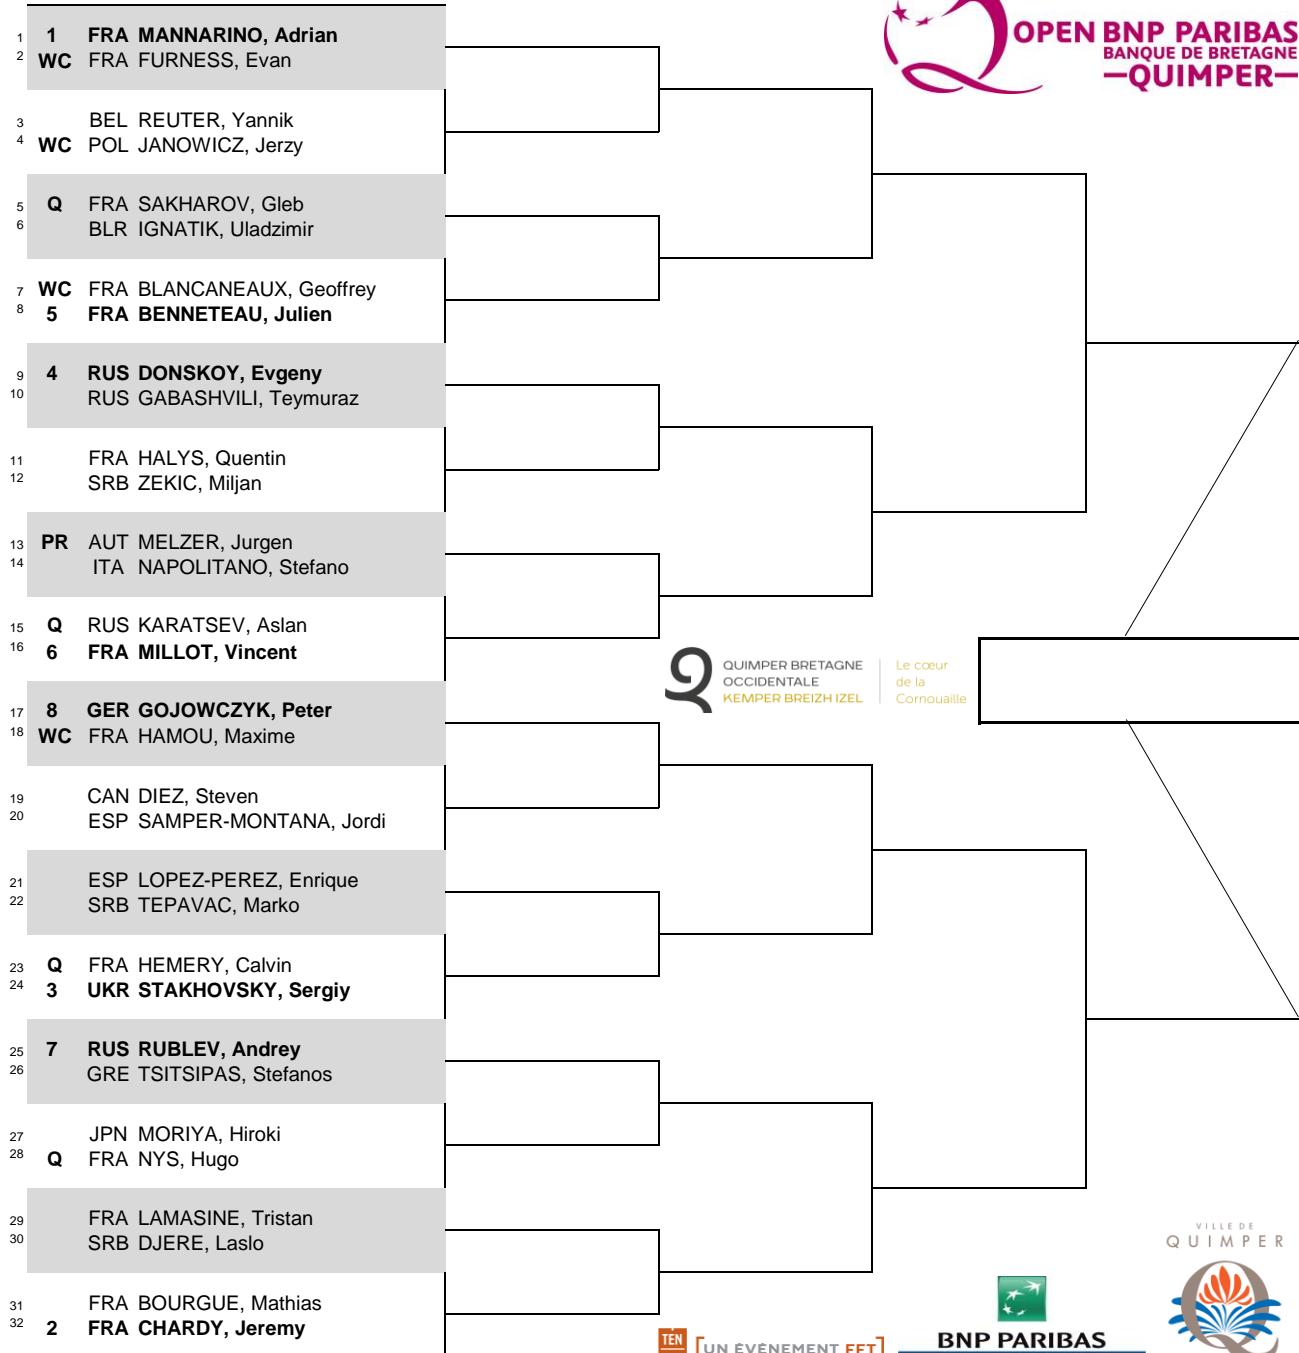 OPEN BNP PARIBAS
BANQUE DE BRETAGNE
—QUIMPER—
1 1 FRA MANNARINO, Adrian
2 WC FRA FURNESS, Evan
3 BEL REUTER, Yannik
4 WC POL JANOWICZ, Jerzy
5 Q FRA SAKHAROV, Gleb
6 BLR IGNATIK, Uladzimir
7 WC FRA BLANCANEAUX, Geoffrey
8 5 FRA BENNETEAU, Julien
9 4 RUS DONSKOY, Evgeny
10 RUS GABASHVILI, Teymuraz
11 FRA HALYS, Quentin
12 SRB ZEKIC, Miljan
13 PR AUT MELZER, Jurgen
14 ITA NAPOLITANO, Stefano
15 Q RUS KARATSEV, Aslan
16 6 FRA MILLOT, Vincent
QUIMPER BRETAGNE
OCCIDENTALE
KEMPER BREIZH IZEL
Le cœur
de la
Cornouaille
17 8 GER GOJOWCZYK, Peter
18 WC FRA HAMOU, Maxime
19 CAN DIEZ, Steven
20 ESP SAMPER-MONTANA, Jordi
21 ESP LOPEZ-PEREZ, Enrique
22 SRB TEPAVAC, Marko
23 Q FRA HEMERY, Calvin
24 3 UKR STAKHOVSKY, Sergiy
25 7 RUS RUBLEV, Andrey
26 GRE TSITSIPAS, Stefanos
27 JPN MORIYA, Hiroki
28 Q FRA NYS, Hugo
29 FRA LAMASINE, Tristan
30 SRB DJERE, Laslo
31 FRA BOURGUE, Mathias
32 2 FRA CHARDY, Jeremy
VILLE DE
QUIMPER
BNP PARIBAS
TEN
[UN ÉVÉNEMENT FFT]